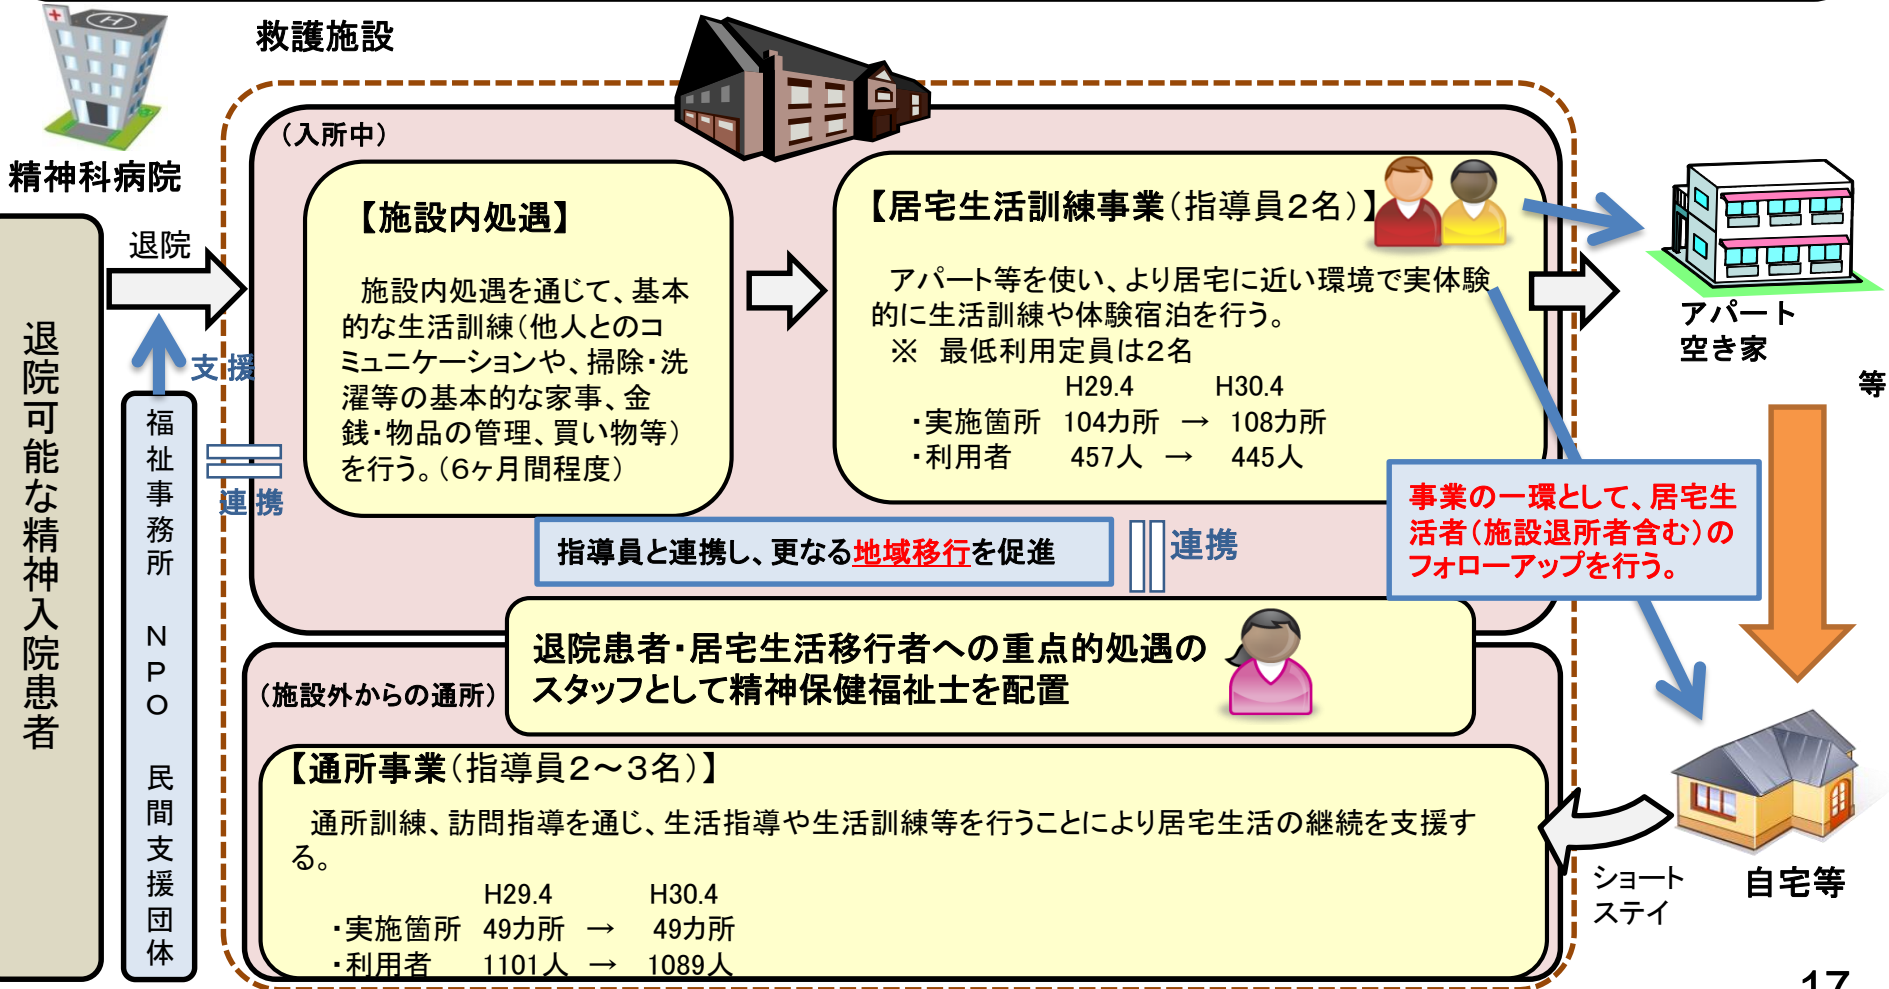 救護施設
精神科病院
退院可能な精神入院患者
退院
支援
福祉事務所 NPO 民間支援団体
連携
（入所中）
【施設内処遇】
施設内処遇を通じて、基本
的な生活訓練（他人とのコ
ミュニケーションや、掃除・洗
濯等の基本的な家事、金
銭・物品の管理、買い物等）
を行う。（6ヶ月間程度）
【居宅生活訓練事業（指導員２名）】
アパート等を使い、より居宅に近い環境で実体験
的に生活訓練や体験宿泊を行う。
※ 最低利用定員は２名
H29.4 H30.4
・実施箇所 104カ所 → 108カ所
・利用者 457人 → 445人
アパート
空き家
等
事業の一環として、居宅生
活者（施設退所者含む）の
フォローアップを行う。
指導員と連携し、更なる地域移行を促進
連携
退院患者・居宅生活移行者への重点的処遇の
スタッフとして精神保健福祉士を配置
（施設外からの通所）
【通所事業（指導員２～３名）】
通所訓練、訪問指導を通じ、生活指導や生活訓練等を行うことにより居宅生活の継続を支援す
る。
H29.4 H30.4
・実施箇所 49カ所 → 49カ所
・利用者 1101人 → 1089人
ショート
ステイ
自宅等
17